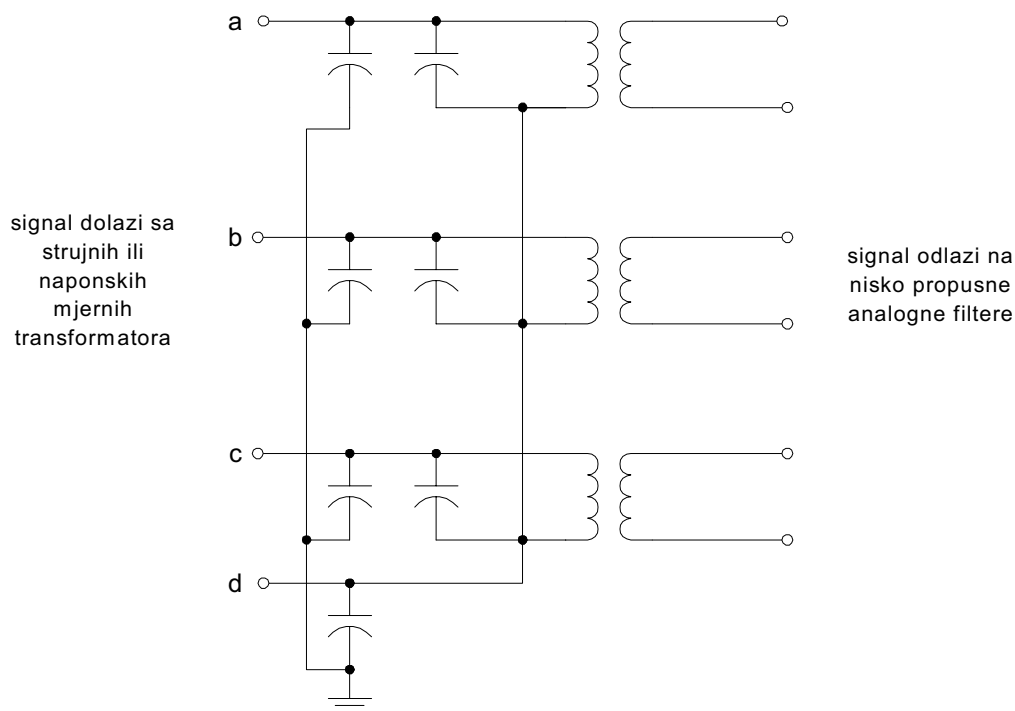 a
signal dolazi sa
strujnih ili
naponskih
mjernih
transformatora
b
signal odlazi na
nisko propusne
analogne filtere
c
d